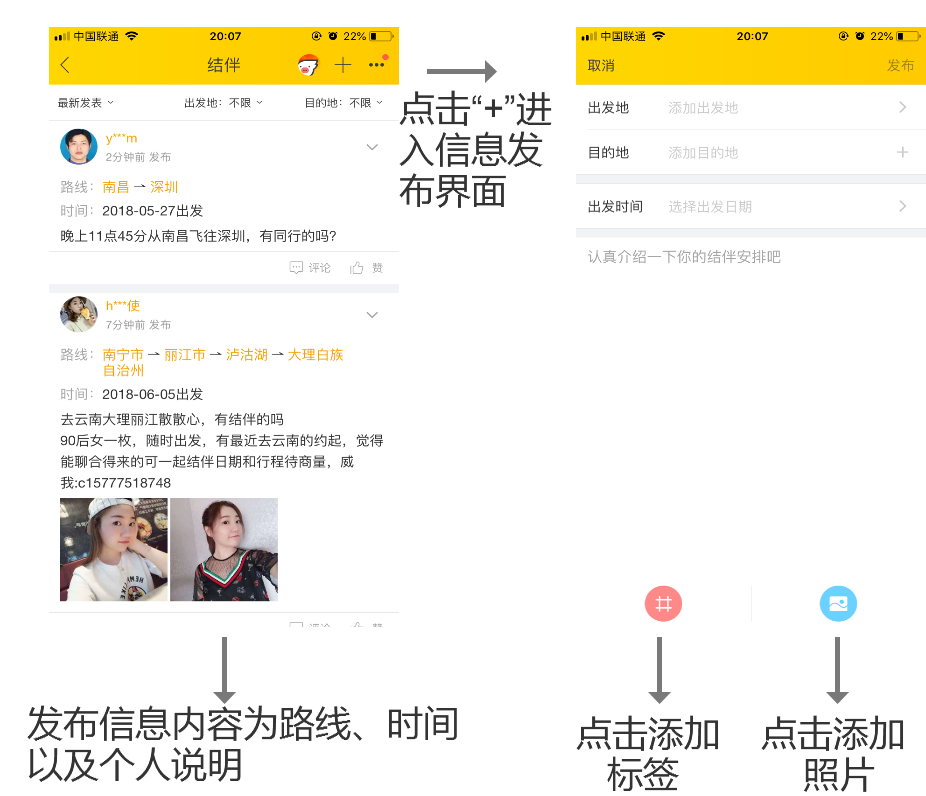 中国联通 20:07 22%
结伴
最新发表 出发地：不限 目的地：不限
y***m
2分钟前 发布
路线：南昌 → 深圳
时间：2018-05-27出发
晚上11点45分从南昌飞往深圳，有同行的吗?
评论 赞
h***使
7分钟前 发布
路线：南宁市 → 丽江市 → 泸沽湖 → 大理白族
自治州
时间：2018-06-05出发
去云南大理丽江散散心，有结伴的吗
90后女一枚，随时出发，有最近去云南的约起，觉得
能聊合得来的可一起结伴日期和行程待商量，威
我:c15777518748
评论 赞
发布信息内容为路线、时间
以及个人说明
点击“+”进
入信息发
布界面
中国联通 20:07 22%
取消 发布
出发地 添加出发地
目的地 添加目的地
出发时间 选择出发日期
认真介绍一下你的结伴安排吧
点击添加
标签
点击添加
照片